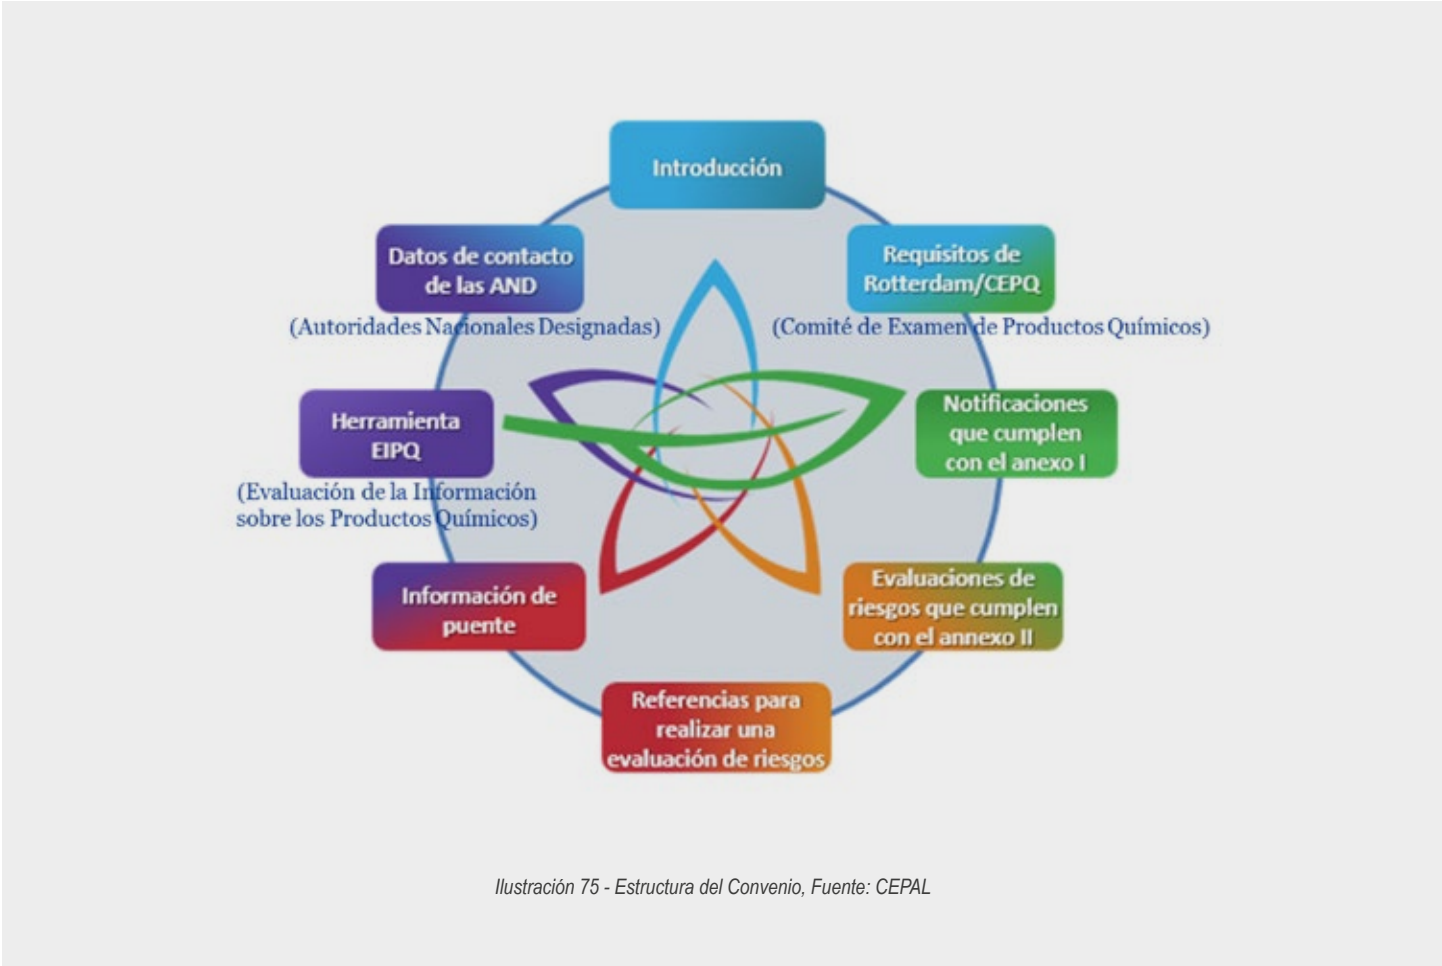 Introducción
Datos de contacto
de las AND
(Autoridades Nacionales Designadas)
Requisitos de
Rotterdam/CEPQ
(Comité de Examen de Productos Químicos)
Herramienta
EIPQ
(Evaluación de la Información
sobre los Productos Químicos)
Notificaciones
que cumplen
con el anexo I
Información de
puente
Evaluaciones de
riesgos que cumplen
con el annexo II
Referencias para
realizar una
evaluación de riesgos
Ilustración 75 - Estructura del Convenio, Fuente: CEPAL